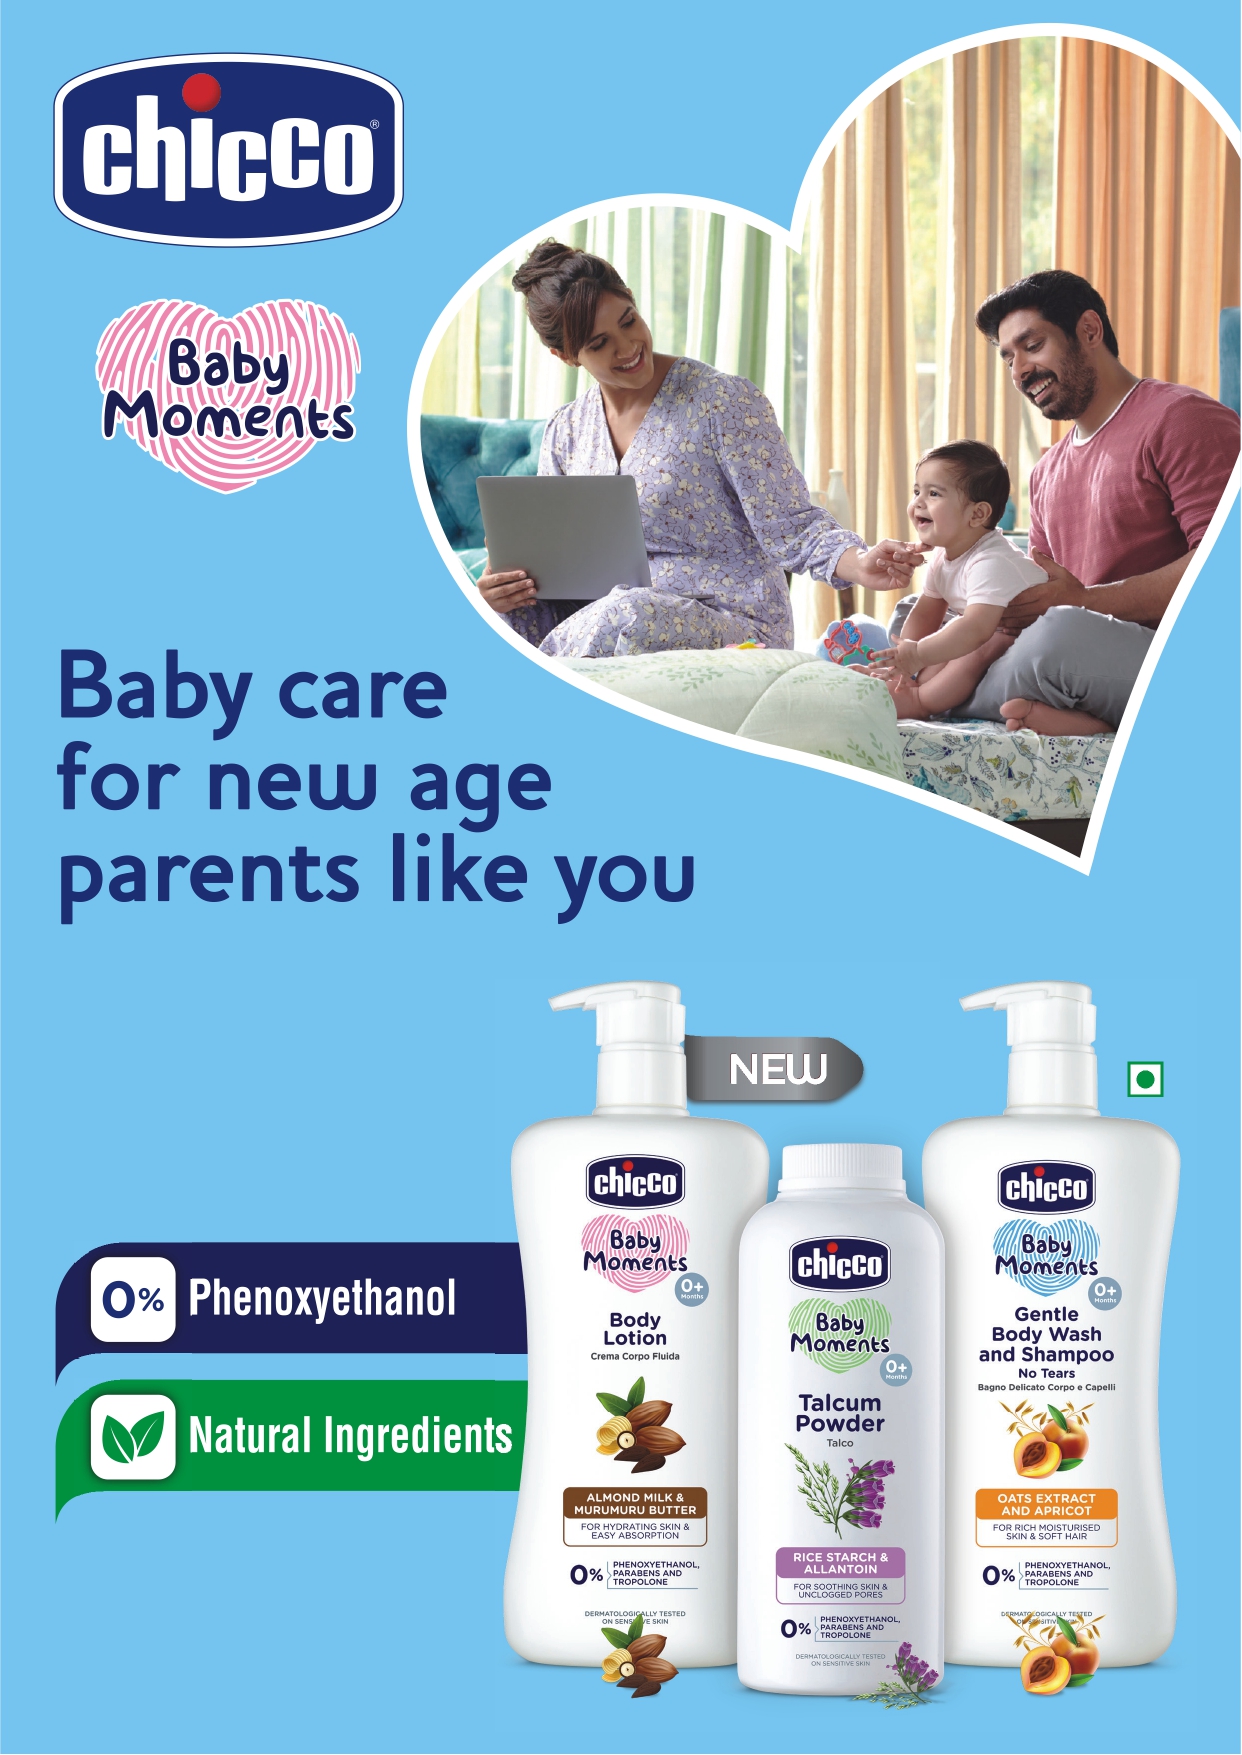 chicco®
Baby
Moments
Baby care
for new age
parents like you
NEW
0% Phenoxyethanol
Natural Ingredients
chicco
Baby
Moments
0+
Months
Body
Lotion
Crema Corpo Fluida
ALMOND MILK &
MURUMURU BUTTER
FOR HYDRATING SKIN &
EASY ABSORPTION
0% PHENOXYETHANOL,
PARABENS AND
TROPOLONE
DERMATOLOGICALLY TESTED
ON SENSITIVE SKIN
chicco
Baby
Moments
0+
Months
Talcum
Powder
Talco
RICE STARCH &
ALLANTOIN
FOR SOOTHING SKIN &
UNCLOGGED PORES
0% PHENOXYETHANOL,
PARABENS AND
TROPOLONE
DERMATOLOGICALLY TESTED
ON SENSITIVE SKIN
chicco
Baby
Moments
0+
Months
Gentle
Body Wash
and Shampoo
No Tears
Bagno Delicato Corpo e Capelli
OATS EXTRACT
AND APRICOT
FOR RICH MOISTURISED
SKIN & SOFT HAIR
0% PHENOXYETHANOL,
PARABENS AND
TROPOLONE
DERMATOLOGICALLY TESTED